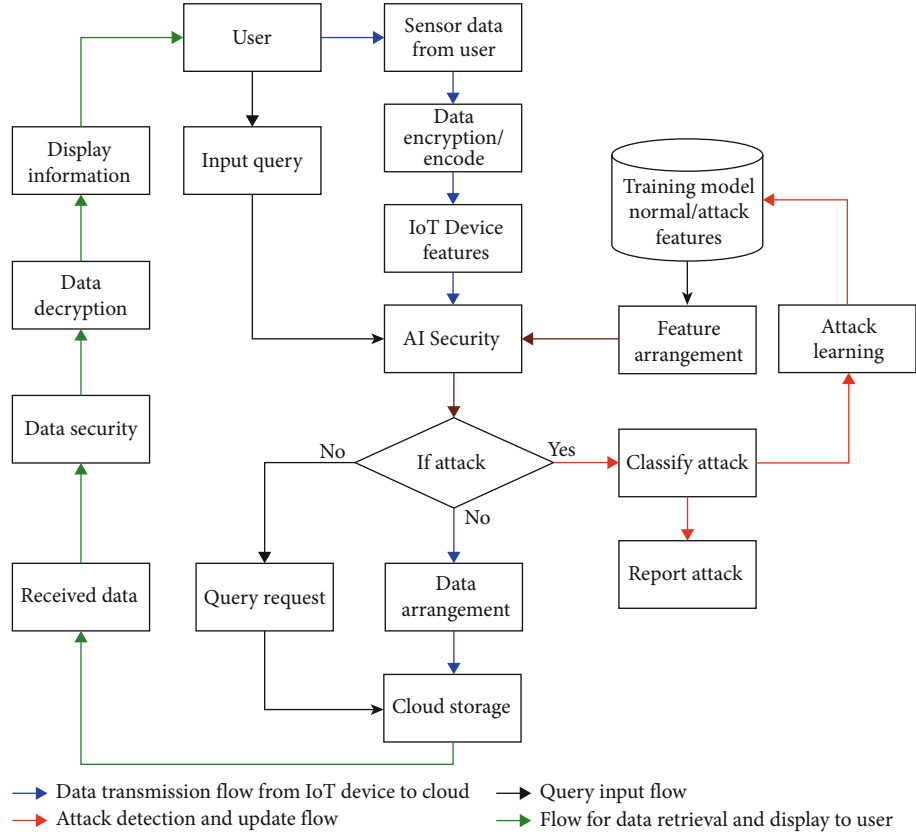 User
Sensor data
from user
Data
encryption/
encode
Display
information
Input query
Training model
normal/attack
features
IoT Device
features
Data
decryption
AI Security
Feature
arrangement
Attack
learning
Data security
No
If attack
Yes
Classify attack
No
Received data
Query request
Data
arrangement
Report attack
Cloud storage
Data transmission flow from IoT device to cloud
Query input flow
Attack detection and update flow
Flow for data retrieval and display to user